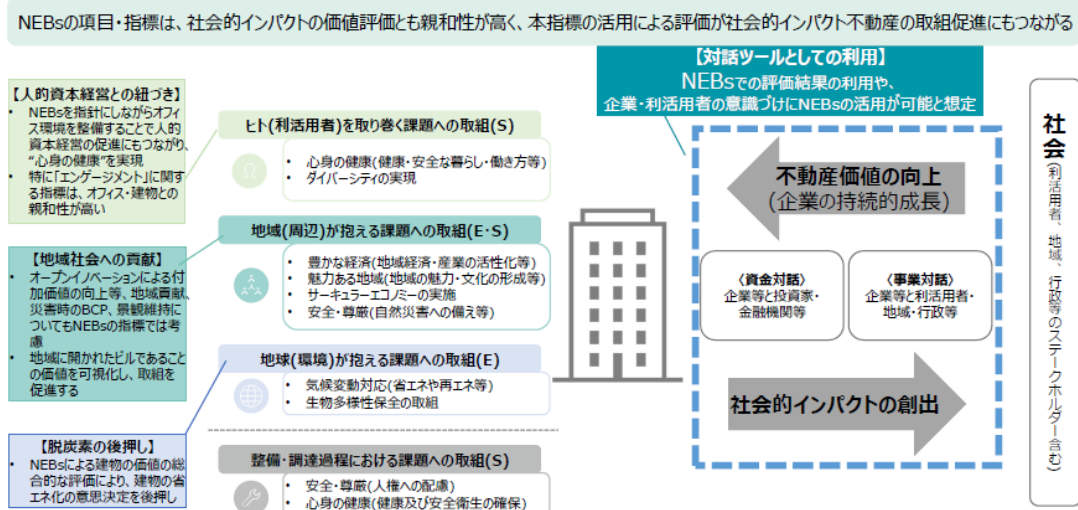 NEBsの項目・指標は、社会的インパクトの価値評価とも親和性が高く、本指標の活用による評価が社会的インパクト不動産の取組促進にもつながる
【人的資本経営との紐づき】
• NEBsを指針にしながらオフィ
ス環境を整備することで人的
資本経営の促進にもつながり、
“心身の健康”を実現
• 特に「エンゲージメント」に関す
る指標は、オフィス・建物との
親和性が高い
【地域社会への貢献】
• オープンイノベーションによる付
加価値の向上等、地域貢献、
災害時のBCP、景観維持に
ついてもNEBsの指標では考
慮
• 地域に開かれたビルであること
の価値を可視化し、取組を
促進する
【脱炭素の後押し】
• NEBsによる建物の価値の総
合的な評価により、建物の省
エネ化の意思決定を後押し
ヒト(利活用者)を取り巻く課題への取組(S)
• 心身の健康(健康・安全な暮らし・働き方等)
• ダイバーシティの実現
地域(周辺)が抱える課題への取組(E・S)
• 豊かな経済(地域経済・産業の活性化等)
• 魅力ある地域(地域の魅力・文化の形成等)
• サーキュラーエコノミーの実施
• 安全・尊厳(自然災害への備え等)
地球(環境)が抱える課題への取組(E)
• 気候変動対応(省エネや再エネ等)
• 生物多様性保全の取組
整備・調達過程における課題への取組(S)
• 安全・尊厳(人権への配慮)
• 心身の健康(健康及び安全衛生の確保)
【対話ツールとしての利用】
NEBsでの評価結果の利用や、
企業・利活用者の意識づけにNEBsの活用が可能と想定
不動産価値の向上
(企業の持続的成長)
〈資金対話〉
企業等と投資家・
金融機関等
〈事業対話〉
企業等と利活用者・
地域・行政等
社会的インパクトの創出
社会(利活用者、地域、行政等のステークホルダー含む)